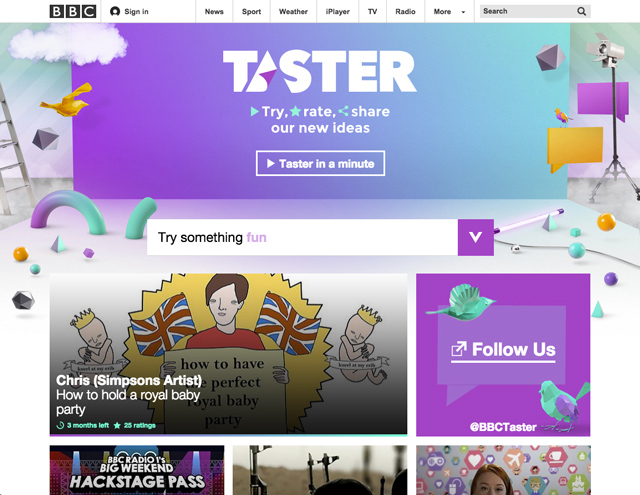 BBC
Sign in
News
Sport
Weather
iPlayer
TV
Radio
More
Search
TASTER
Try, rate, share
our new ideas
Taster in a minute
Try something fun
how to have
the perfect
royal baby
party
kneel at my crib
kneel at my crib
Chris (Simpsons Artist)
How to hold a royal baby
party
3 months left 25 ratings
Follow Us
@BBCTaster
BBC RADIO 1's
BIG WEEKEND
HACKSTAGE PASS